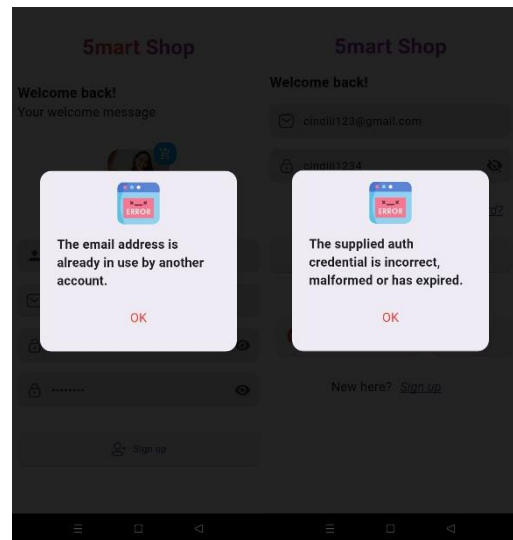 5mart Shop
Welcome back!
Your welcome message
ERROR
The email address is
already in use by another
account.
OK
········
Sign up
5mart Shop
Welcome back!
cindili123@gmail.com
cindili1234
ERROR
The supplied auth
credential is incorrect,
malformed or has expired.
OK
New here? Sign up